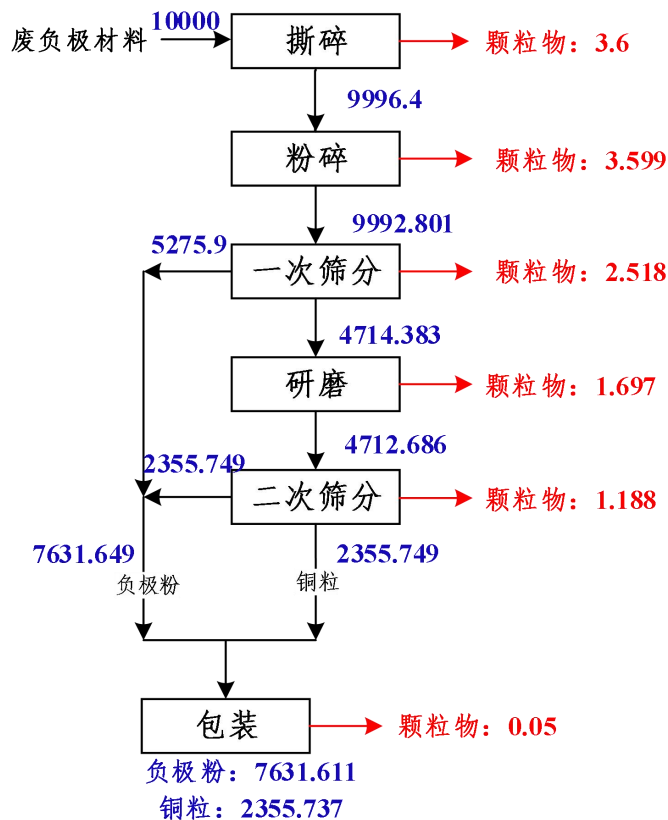 10000
废负极材料
撕碎
颗粒物：3.6
9996.4
粉碎
颗粒物：3.599
9992.801
5275.9
一次筛分
颗粒物：2.518
4714.383
研磨
颗粒物：1.697
4712.686
2355.749
二次筛分
颗粒物：1.188
7631.649
2355.749
负极粉
铜粒
包装
颗粒物：0.05
负极粉：7631.611
铜粒：2355.737